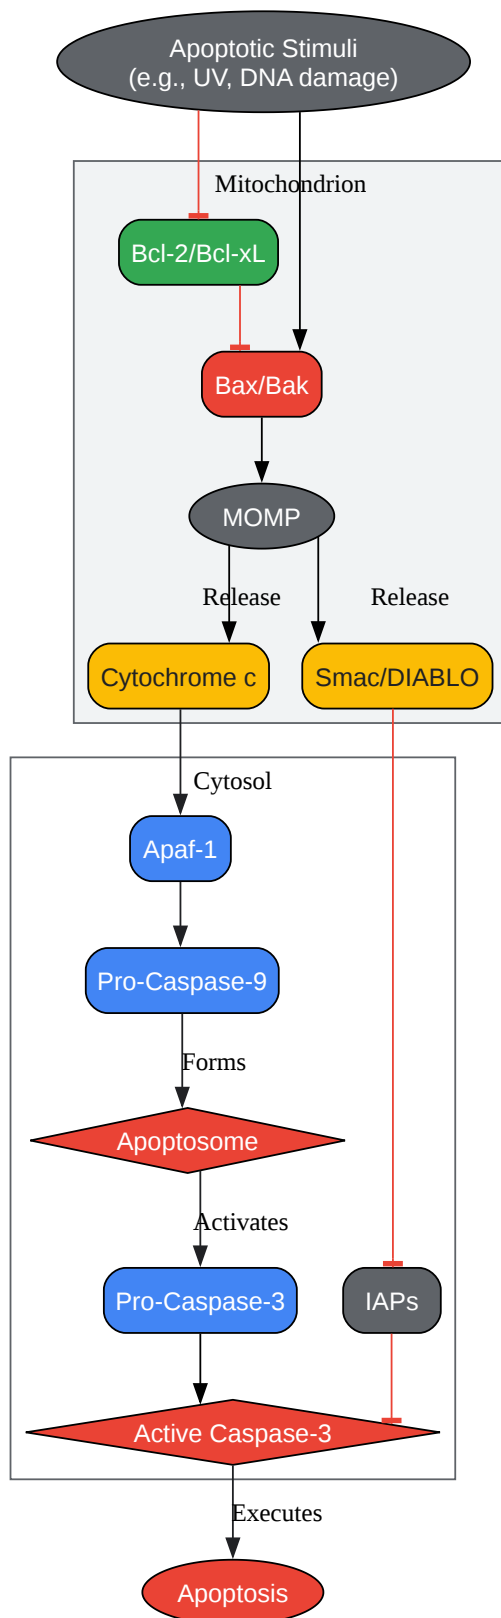 Apoptotic Stimuli
(e.g., UV, DNA damage)
Mitochondrion
Bcl-2/Bcl-xL
Bax/Bak
MOMP
Release
Release
Cytochrome c
Smac/DIABLO
Cytosol
Apaf-1
Pro-Caspase-9
Forms
Apoptosome
Activates
Pro-Caspase-3
IAPs
Active Caspase-3
Executes
Apoptosis